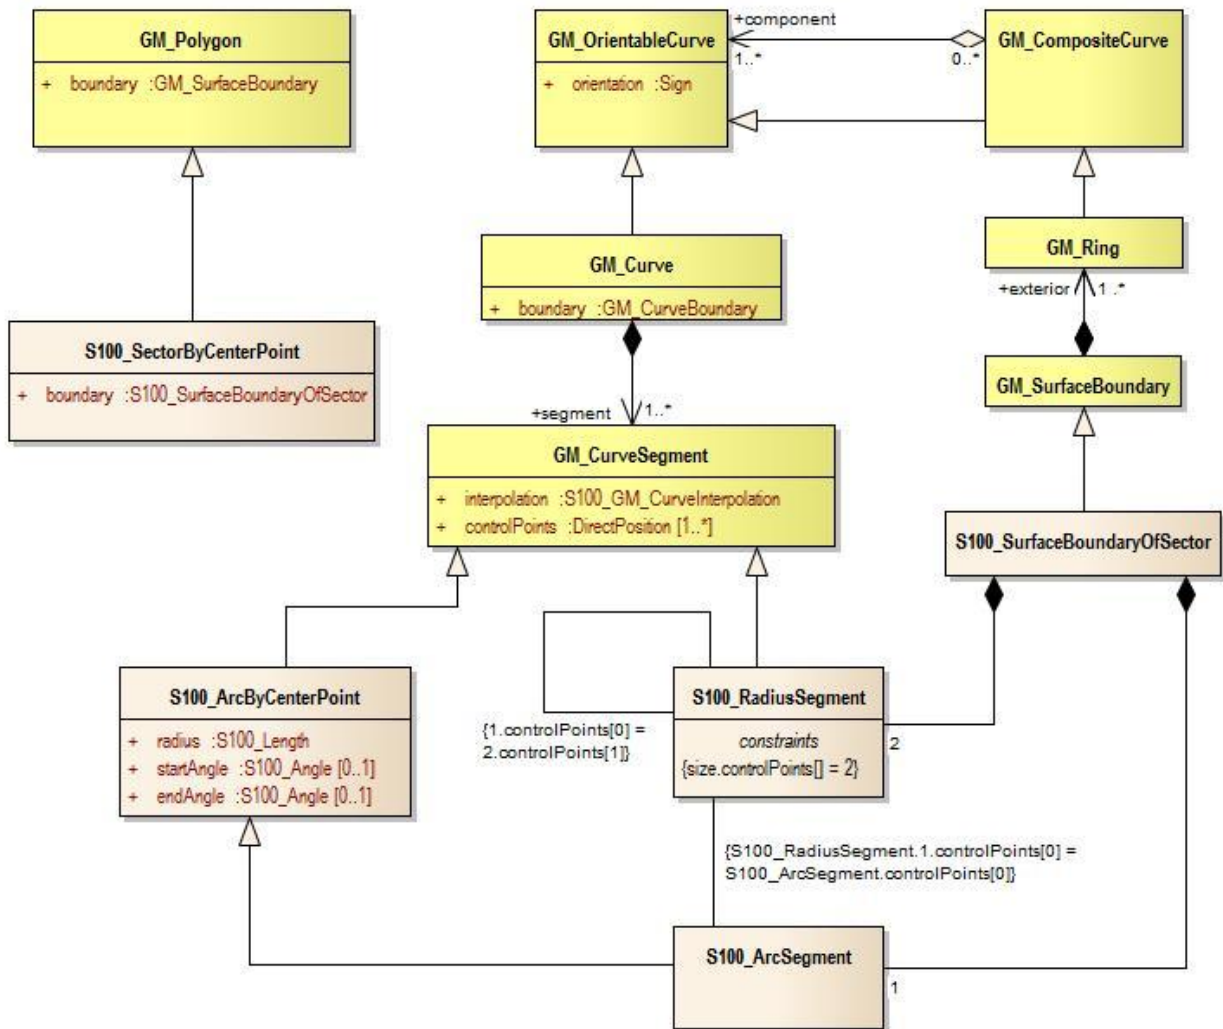 GM_Polygon
+ boundary :GM_SurfaceBoundary
GM_OrientableCurve
+ orientation :Sign
+component
1..*
0..*
GM_CompositeCurve
GM_Curve
+ boundary :GM_CurveBoundary
GM_Ring
+exterior
1 ..*
S100_SectorByCenterPoint
+ boundary :S100_SurfaceBoundaryOfSector
GM_SurfaceBoundary
+segment
1..*
GM_CurveSegment
+ interpolation :S100_GM_CurveInterpolation
+ controlPoints :DirectPosition [1..*]
S100_SurfaceBoundaryOfSector
S100_ArcByCenterPoint
+ radius :S100_Length
+ startAngle :S100_Angle [0..1]
+ endAngle :S100_Angle [0..1]
{1.controlPoints[0] =
2.controlPoints[1]}
S100_RadiusSegment
constraints
{size.controlPoints[] = 2}
2
{S100_RadiusSegment.1.controlPoints[0] =
S100_ArcSegment.controlPoints[0]}
S100_ArcSegment
1